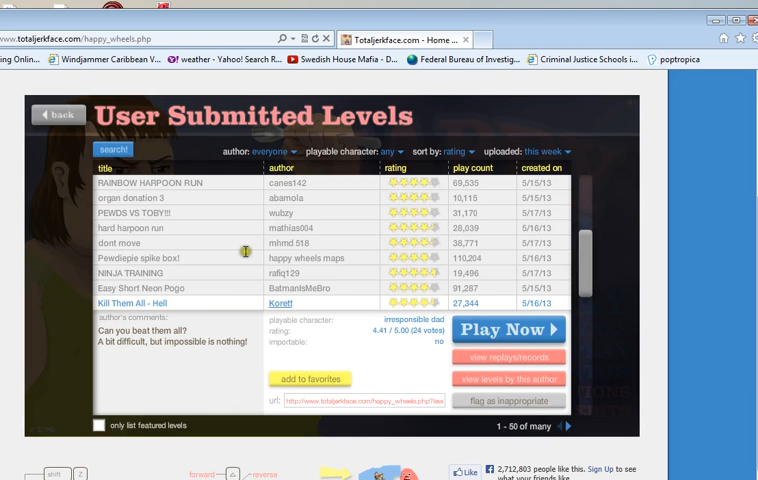 www.totaljerkface.com/happy_wheels.php
Totaljerkface.com - Home ...
ing Online... Windjammer Caribbean V... weather - Yahoo! Search R... Swedish House Mafia - D... Federal Bureau of Investig... Criminal Justice Schools i... poptropica
back
User Submitted Levels
search! author: everyone playable character: any sort by: rating uploaded: this week
title author rating play count created on
RAINBOW HARPOON RUN canes142 69,535 5/15/13
organ donation 3 abamola 10,115 5/15/13
PEWDS VS TOBY!!! wubzy 31,170 5/17/13
hard harpoon run mathias004 28,039 5/16/13
dont move mhmd 518 38,771 5/17/13
Pewdiepie spike box! happy wheels maps 110,204 5/16/13
NINJA TRAINING rafiq129 19,496 5/16/13
Easy Short Neon Pogo BatmanIsMeBro 91,287 5/15/13
Kill Them All - Hell Korett 27,344 5/16/13
author's comments:
Can you beat them all?
A bit difficult, but impossible is nothing!
playable character: irresponsible dad
rating: 4.41 / 5.00 (24 votes)
importable: no
Play Now
view replays/records
add to favorites view levels by this author
url: http://www.totaljerkface.com/happy_wheels.php?leve flag as inappropriate
only list featured levels 1 - 50 of many
shift Z forward reverse Like 2,712,803 people like this. Sign Up to see
what your friends like.